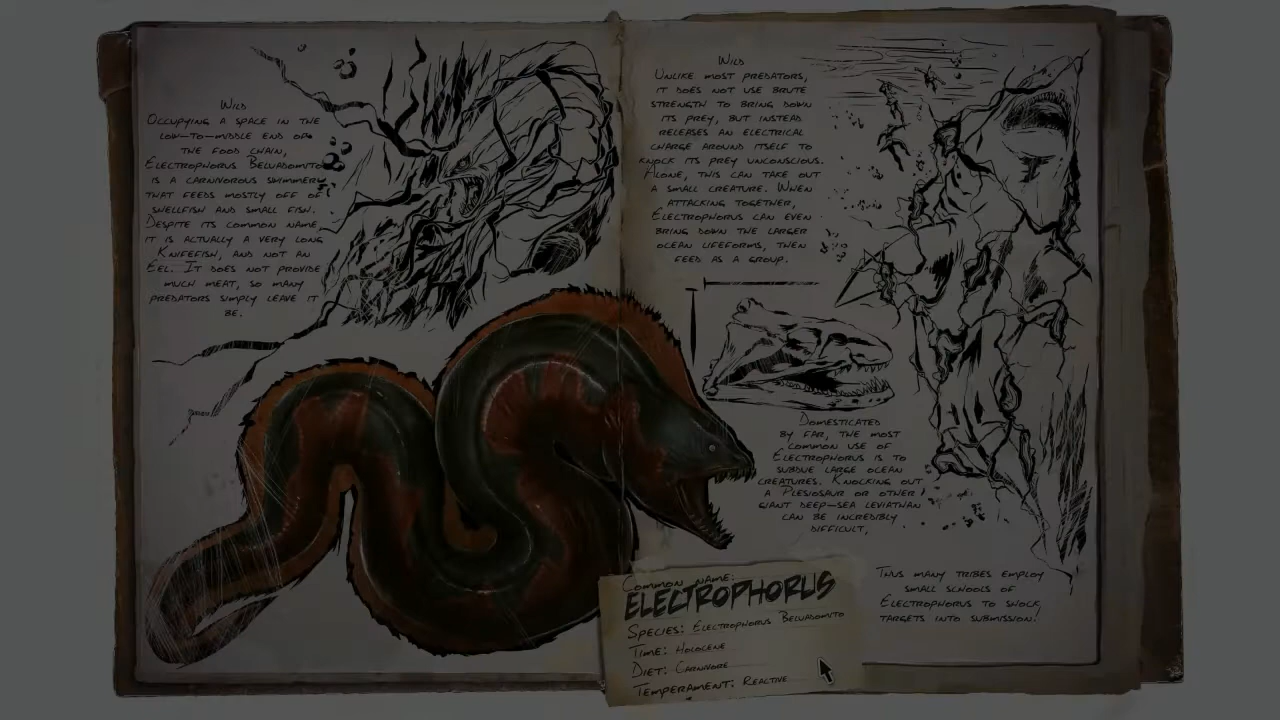 Wild
Occupying a space in the
low-to-middle end of
the food chain,
Electrophorus Beluadomito
is a carnivorous swimmer
that feeds mostly off of
shellfish and small fish.
Despite its common name,
it is actually a very long
Knifefish, and not an
Eel. It does not provide
much meat, so many
predators simply leave it
be.
Wild
Unlike most predators,
it does not use brute
strength to bring down
its prey, but instead
releases an electrical
charge around itself to
knock its prey unconscious.
Alone, this can take out
a small creature. When
attacking together,
Electrophorus can even
bring down the larger
ocean lifeforms, then
feed as a group.
Domesticated
By far, the most
common use of
Electrophorus is to
subdue large ocean
creatures. Knocking out
a Plesiosaur or other
giant deep-sea leviathan
can be incredibly
difficult.
Thus many tribes employ
small schools of
Electrophorus to shock
targets into submission.
Common Name:
Electrophorus
Species: Electrophorus Beluadomito
Time: Holocene
Diet: Carnivore
Temperament: Reactive